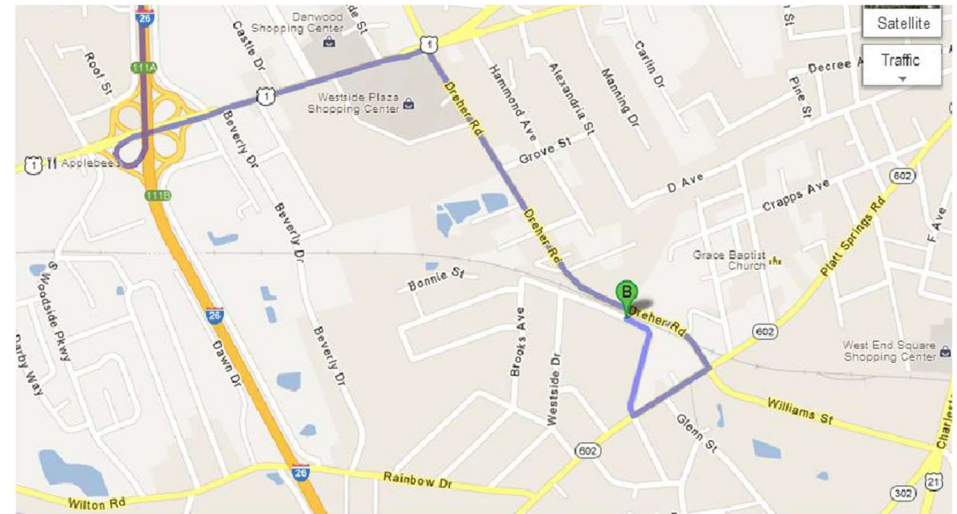 26
Danwood
Shopping Center
Castle Dr
1
Satellite
Traffic
111A
Root St
1
Westside Plaza
Shopping Center
Dreher Rd
Hammond Ave
Alexandria St
Manning Dr
Carlin Dr
Pine St
Beverly Dr
Grove St
1
Applebee's
111B
D Ave
Crapps Ave
602
Beverly Dr
Dreher Rd
Platt Springs Rd
F Ave
Grace Baptist
Church
Bonnie St
S Woodside Pkwy
B
26
Dreher Rd
602
Darby Way
Dawn Dr
Beverly Dr
Brooks Ave
Westside Dr
West End Square
Shopping Center
Williams St
Glenn St
602
26
Rainbow Dr
Wilton Rd
302
21